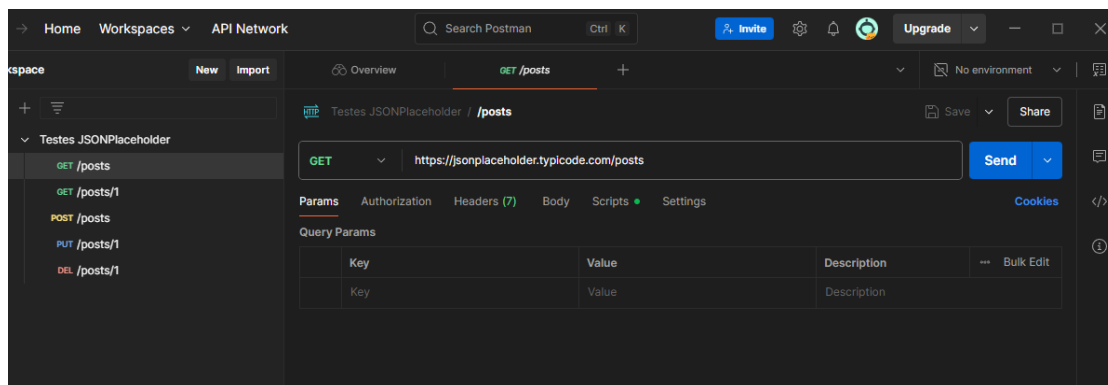 Home Workspaces API Network Search Postman Ctrl K Invite Upgrade
kspace New Import Overview GET /posts No environment
Testes JSONPlaceholder / /posts Save Share
Testes JSONPlaceholder
GET /posts
GET https://jsonplaceholder.typicode.com/posts Send
GET /posts/1
Params Authorization Headers (7) Body Scripts Settings Cookies
POST /posts
Query Params
PUT /posts/1
Key Value Description Bulk Edit
DEL /posts/1
Key Value Description